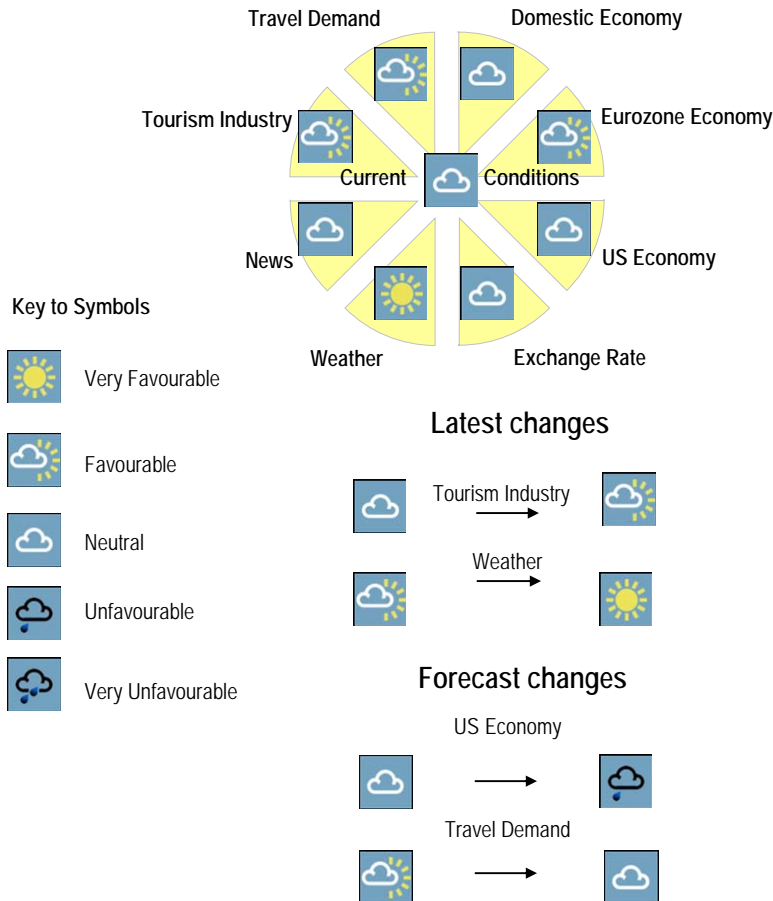 Travel Demand
Domestic Economy
Tourism Industry
Eurozone Economy
Current Conditions
News
US Economy
Weather
Exchange Rate
Key to Symbols
Very Favourable
Favourable
Neutral
Unfavourable
Very Unfavourable
Latest changes
Tourism Industry
Weather
Forecast changes
US Economy
Travel Demand